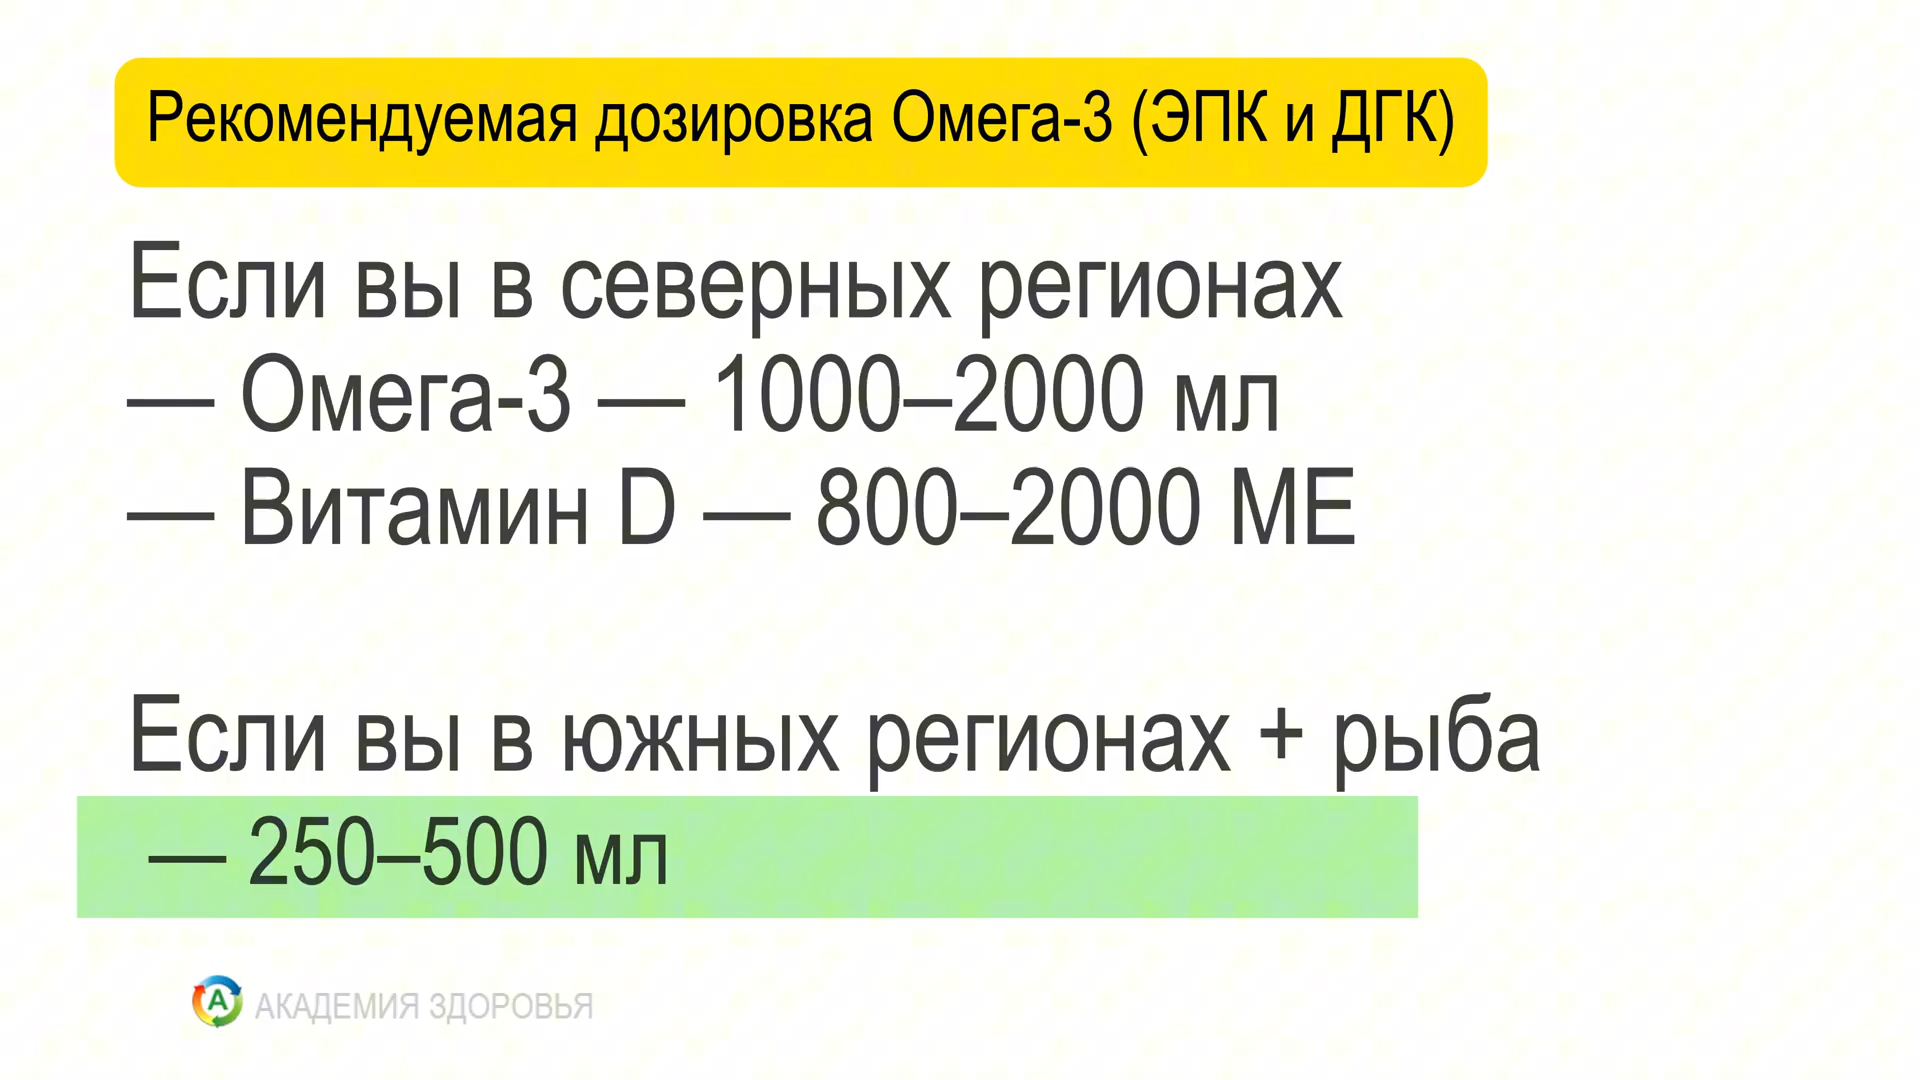 Рекомендуемая дозировка Омега-3 (ЭПК и ДГК)
Если вы в северных регионах
— Омега-3 — 1000–2000 мл
— Витамин D — 800–2000 МЕ
Если вы в южных регионах + рыба
— 250–500 мл
А АКАДЕМИЯ ЗДОРОВЬЯ